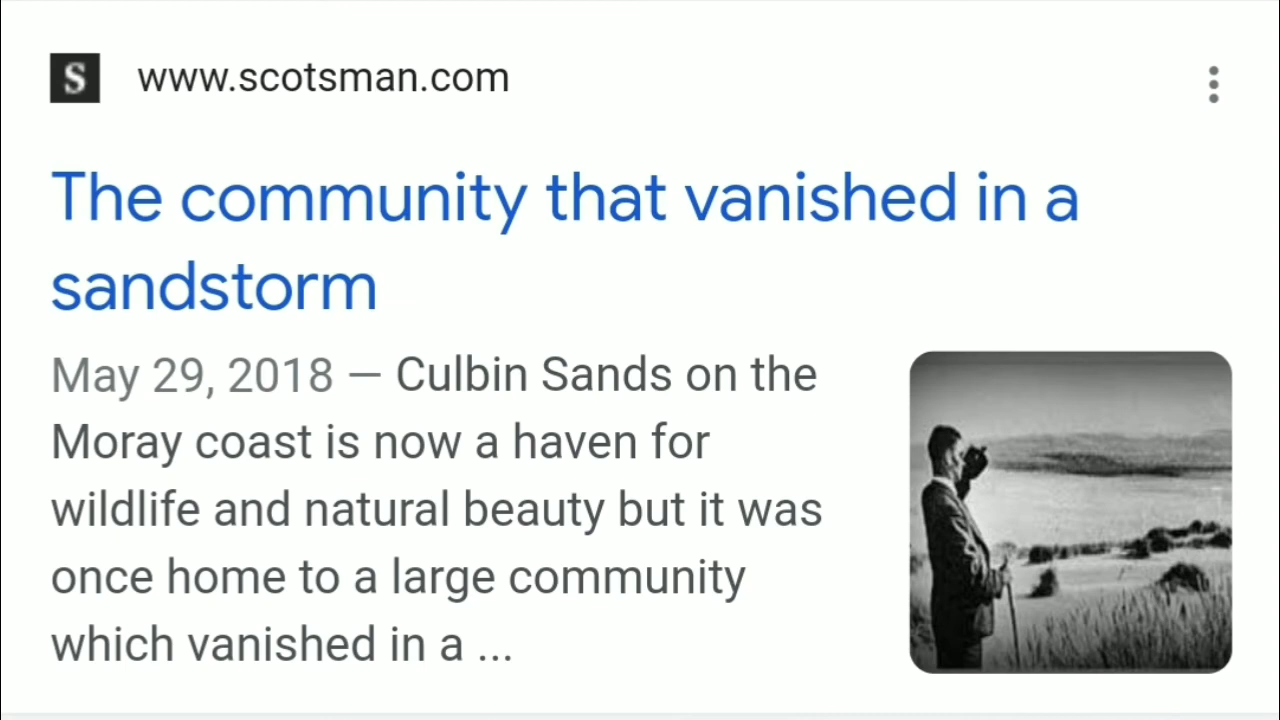 S
www.scotsman.com
The community that vanished in a
sandstorm
May 29, 2018 — Culbin Sands on the
Moray coast is now a haven for
wildlife and natural beauty but it was
once home to a large community
which vanished in a ...